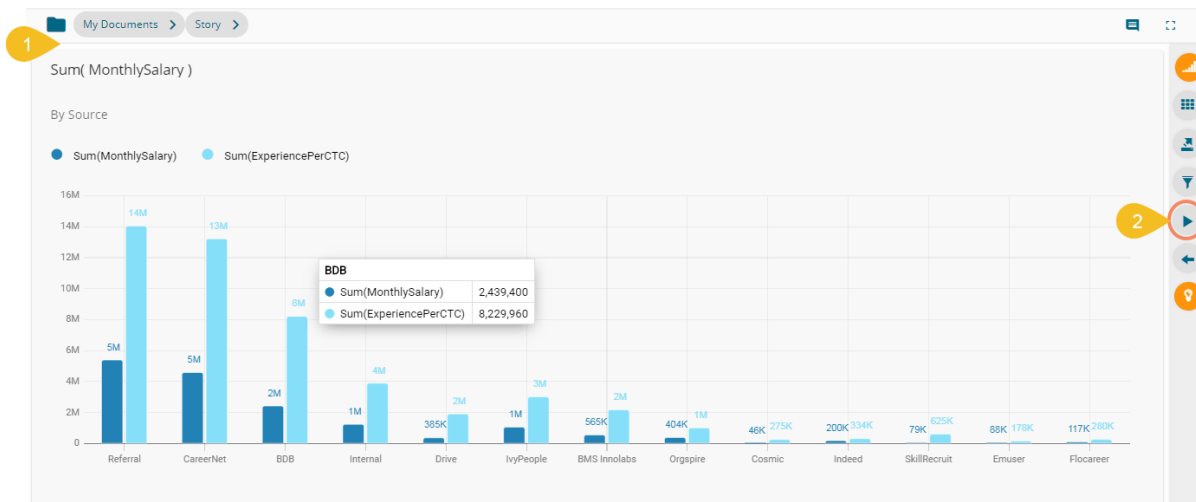 My Documents > Story >
1
Sum( MonthlySalary )
By Source
Sum(MonthlySalary) Sum(ExperiencePerCTC)
16M
14M
12M
10M
8M
6M
4M
2M
0
5M 14M
5M 13M
2M 8M
1M 4M
385K 2M
1M 3M
565K 2M
404K 1M
46K 275K
200K 334K
79K 625K
88K 178K
117K 280K
BDB
Sum(MonthlySalary) 2,439,400
Sum(ExperiencePerCTC) 8,229,960
2
Referral CareerNet BDB Internal Drive IvyPeople BMS Innolabs Orgspire Cosmic Indeed SkillRecruit Emuser Flocareer